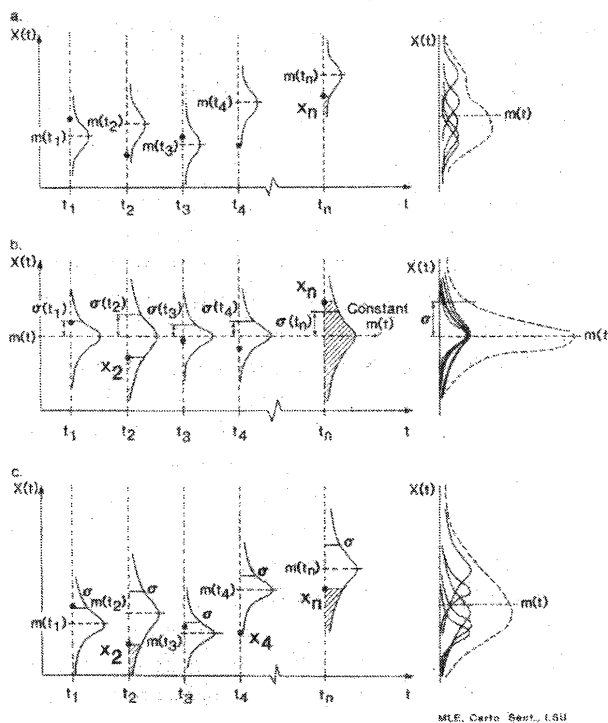 a.
X(t)
X(t)
m(t₁)
m(t₂)
m(t₃)
m(t₄)
m(tₙ)
xₙ
m(t)
t₁ t₂ t₃ t₄ tₙ t
b.
X(t)
X(t)
σ(t₁)
σ(t₂)
σ(t₃)
σ(t₄)
xₙ
σ(tₙ)
Constant
m(t)
m(t)
x₂
σ
m(t)
t₁ t₂ t₃ t₄ tₙ t
c.
X(t)
X(t)
σ
m(t₁)
σ
m(t₂)
x₂
σ
m(t₃)
σ
m(t₄)
x₄
σ
m(tₙ)
xₙ
m(t)
t₁ t₂ t₃ t₄ tₙ t
MLE, Carto. Sect., LSU